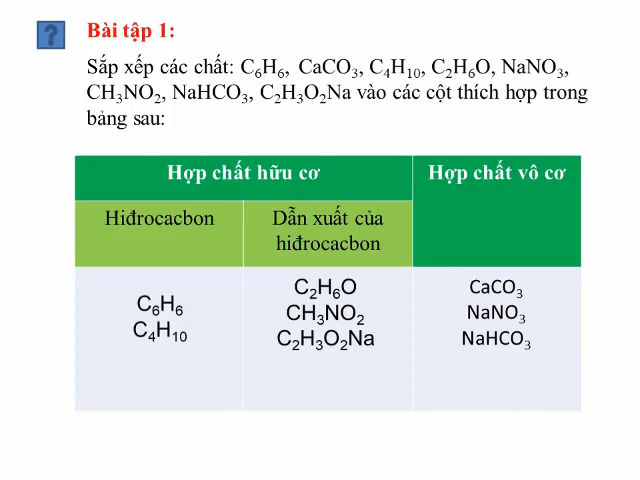 ?
Bài tập 1:
Sắp xếp các chất: C₆H₆, CaCO₃, C₄H₁₀, C₂H₆O, NaNO₃,
CH₃NO₂, NaHCO₃, C₂H₃O₂Na vào các cột thích hợp trong
bảng sau:
Hợp chất hữu cơ
Hợp chất vô cơ
Hiđrocacbon
Dẫn xuất của
hiđrocacbon
C₆H₆
C₄H₁₀
C₂H₆O
CH₃NO₂
C₂H₃O₂Na
CaCO₃
NaNO₃
NaHCO₃